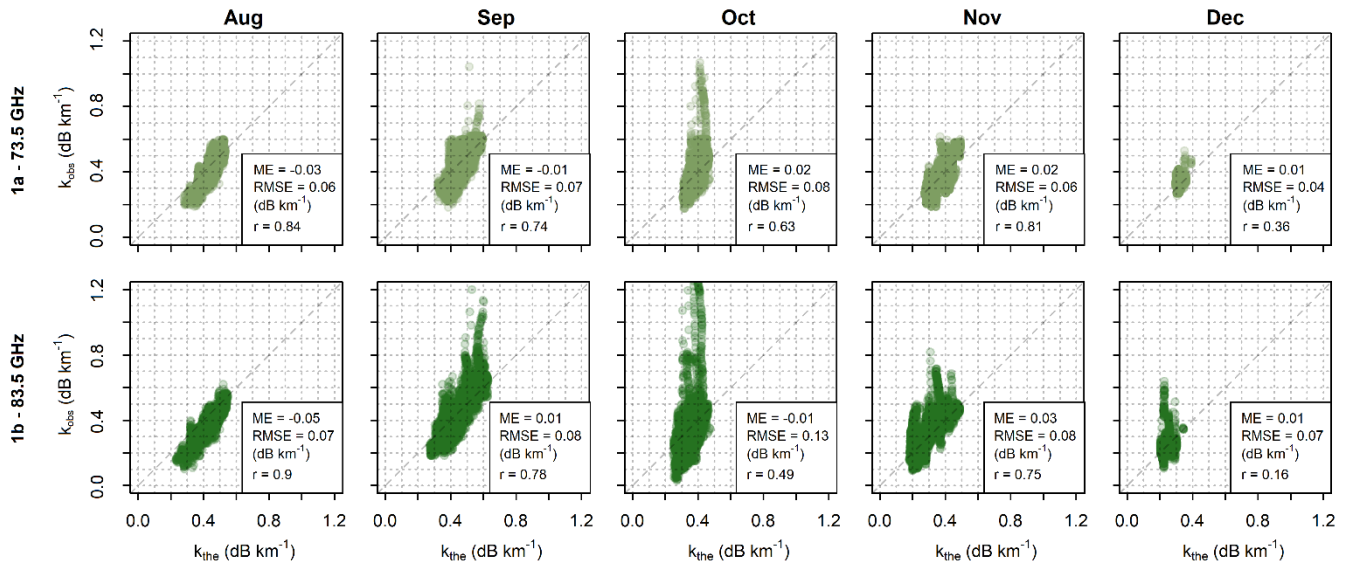 Aug Sep Oct Nov Dec
1a - 73.5 GHz
k_obs (dB km⁻¹)
1.2
0.8
0.4
0.0
ME = -0.03
RMSE = 0.06
(dB km⁻¹)
r = 0.84
ME = -0.01
RMSE = 0.07
(dB km⁻¹)
r = 0.74
ME = 0.02
RMSE = 0.08
(dB km⁻¹)
r = 0.63
ME = 0.02
RMSE = 0.06
(dB km⁻¹)
r = 0.81
ME = 0.01
RMSE = 0.04
(dB km⁻¹)
r = 0.36
1b - 83.5 GHz
k_obs (dB km⁻¹)
1.2
0.8
0.4
0.0
ME = -0.05
RMSE = 0.07
(dB km⁻¹)
r = 0.9
ME = 0.01
RMSE = 0.08
(dB km⁻¹)
r = 0.78
ME = -0.01
RMSE = 0.13
(dB km⁻¹)
r = 0.49
ME = 0.03
RMSE = 0.08
(dB km⁻¹)
r = 0.75
ME = 0.01
RMSE = 0.07
(dB km⁻¹)
r = 0.16
0.0 0.4 0.8 1.2 0.0 0.4 0.8 1.2 0.0 0.4 0.8 1.2 0.0 0.4 0.8 1.2 0.0 0.4 0.8 1.2
k_the (dB km⁻¹) k_the (dB km⁻¹) k_the (dB km⁻¹) k_the (dB km⁻¹) k_the (dB km⁻¹)